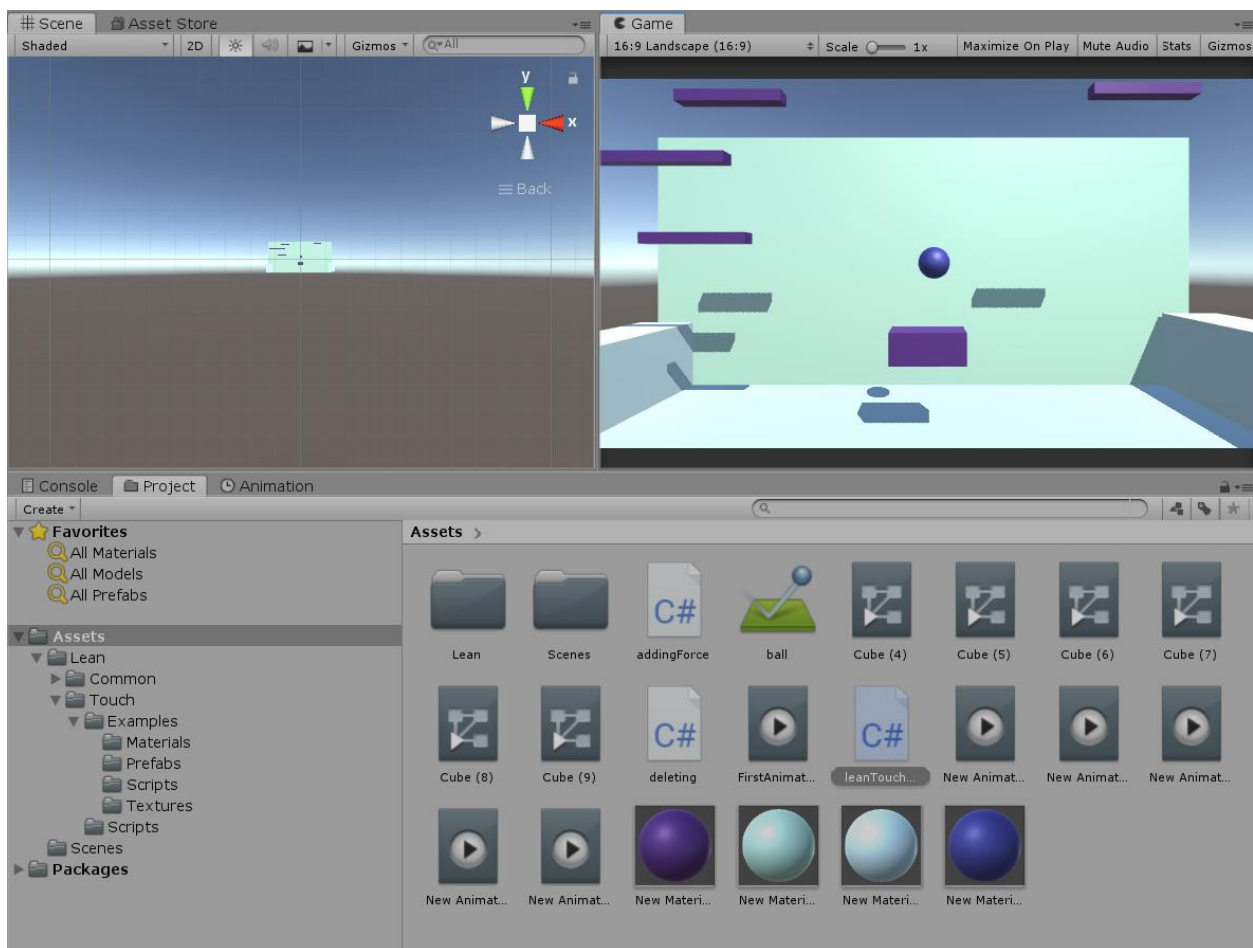 Scene Asset Store
Shaded 2D Gizmos All
y
x
Back
Game
16:9 Landscape (16:9) Scale 1x Maximize On Play Mute Audio Stats Gizmos
Console Project Animation
Create
Favorites
All Materials
All Models
All Prefabs
Assets
Lean
Common
Touch
Examples
Materials
Prefabs
Scripts
Textures
Scripts
Scenes
Packages
Assets
C#
Lean Scenes addingForce ball Cube (4) Cube (5) Cube (6) Cube (7)
C# C#
Cube (8) Cube (9) deleting FirstAnimat... leanTouch... New Animat... New Animat... New Animat...
New Animat... New Animat... New Materi... New Materi... New Materi... New Materi...